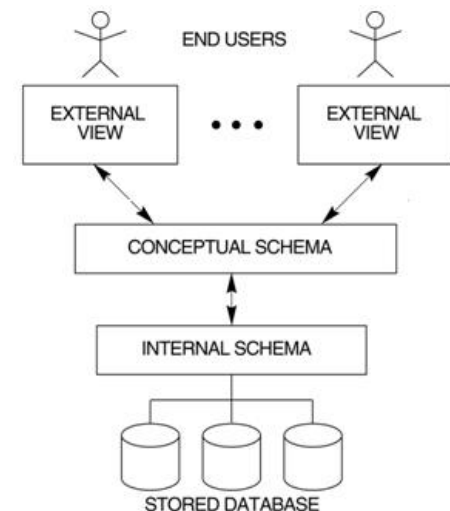 END USERS
EXTERNAL
VIEW
EXTERNAL
VIEW
CONCEPTUAL SCHEMA
INTERNAL SCHEMA
STORED DATABASE